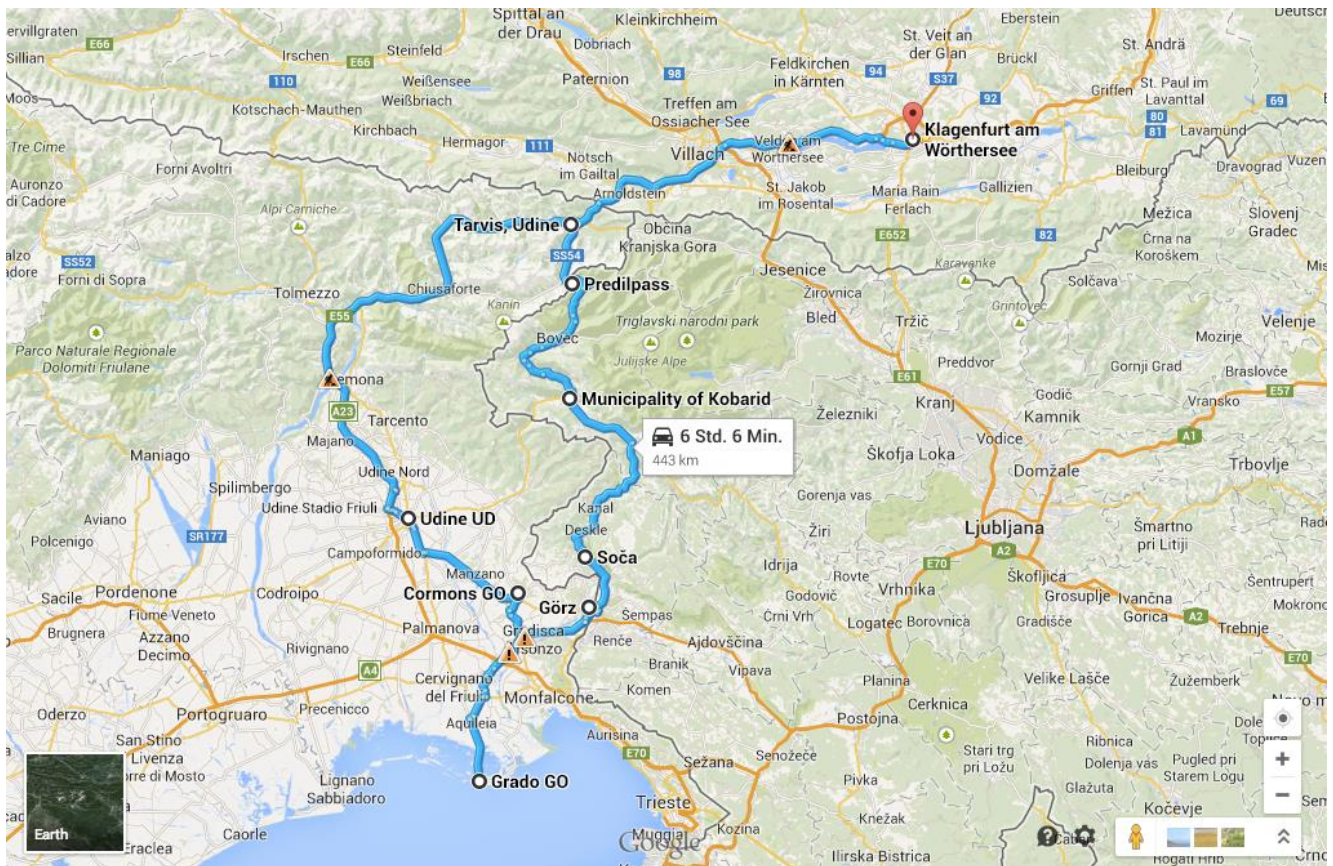 ervillgraten
Sillian
E66
Irschen
Steinfeld
Spittal an
der Drau
E66
Kleinkirchheim
Döbriach
98
Feldkirchen
in Kärnten
St. Veit an
der Glan
94
S37
Eberstein
Brückl
92
St. Andrä
Griffen
St. Paul im
Lavanttal
69
80
81
Lavamünd
Deutsch
110
Weißensee
Weißbriach
Paternion
Treffen am
Ossiacher See
Moos
Kotschach-Mauthen
Kirchbach
Hermagor
111
Villach
Velden am
Wörthersee
Klagenfurt am
Wörthersee
Tre Cime
Forni Avoltri
Notsch
im Gailtal
Arnoldstein
St. Jakob
im Rosental
Maria Rain
Ferlach
Gallizien
Bleiburg
Dravograd
Vuzen
Auronzo
di Cadore
Alpi Carniche
Tarvis, Udine
Občina
Kranjska Gora
E652
82
Mežica
Črna na
Koroškem
Slovenj
Gradec
SS52
Forni di Sopra
Tolmezzo
Chiusaforte
SS54
Predilpass
Jesenice
Karavanke
Solčava
E55
Kanin
Žirovnica
Bled
Tržič
Grintovec
Mozirje
Velenje
Parco Naturale Regionale
Dolomiti Friulane
Bovec
Triglavski narodni park
Julijske Alpe
Preddvor
Gornji Grad
Braslovče
emona
A23
Tarcento
Municipality of Kobarid
E61
Kranj
Godič
Kamnik
Vransko
E57
Majano
6 Std. 6 Min.
443 km
Železniki
Vodice
A1
Maniago
Udine Nord
Škofja Loka
Domžale
Trbovlje
Spilimbergo
Udine Stadio Friuli
Kanal
Gorenja vas
Aviano
Polcenigo
SR177
Udine UD
Deskle
Žiri
Ljubljana
A2
Šmartno
pri Litiji
Campoformido
Soča
Idrija
Rovte
E70
Vrhnika
Škofljica
Šentrupert
Sacile
Pordenone
Codroipo
Manzano
Cormons GO
Görz
Godovič
Črni Vrh
Grosuplje
Ivančna
Gorica
Mokrono
Fiume Veneto
Brugnera
Azzano
Decimo
Palmanova
Gradisca
Isonzo
Sempas
Renče
Ajdovščina
Logatec
Borovnica
Gradišče
A2
Trebnje
Rivignano
A4
Branik
Vipava
E70
Cervignano
del Friuli
Monfalcone
Komen
Planina
Velike Lašče
Žužemberk
Oderzo
Portogruaro
Precenicco
Aquileia
Cerknica
Postojna
San Stino
Livenza
Aurisina
E70
Sežana
Senožeče
Stari trg
pri Ložu
Ribnica
Dolenja vas
Pugled pri
Starem Logu
Lignano
Sabbiadoro
Grado GO
Pivka
Glažuta
Earth
Caorle
Eraclea
Trieste
Muggia
Google
Kozina
Knežak
Ilirska Bistrica
Kočevje